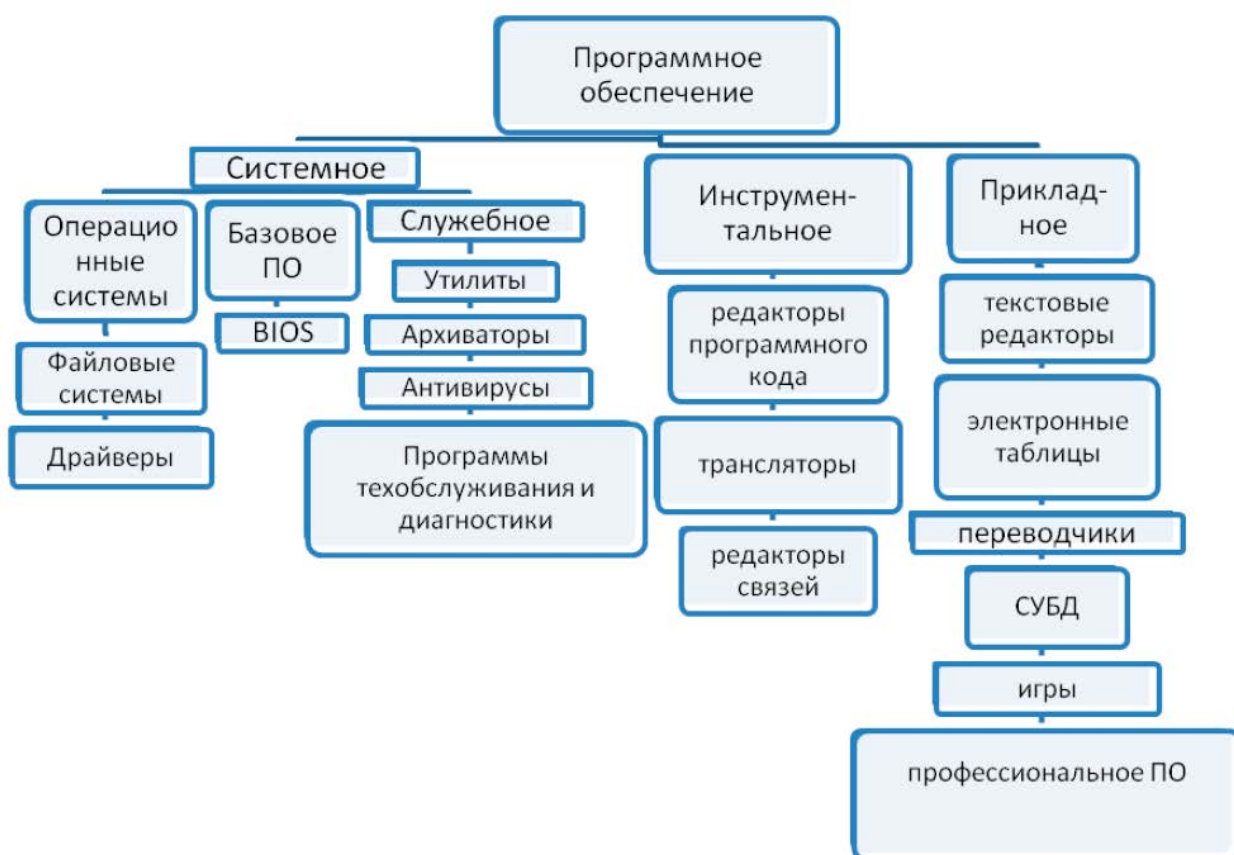 Программное
обеспечение
Системное
Операцио
нные
системы
Файловые
системы
Драйверы
Базовое
ПО
BIOS
Служебное
Утилиты
Архиваторы
Антивирусы
Программы
техобслуживания и
диагностики
Инструмен-
тальное
редакторы
программного
кода
трансляторы
редакторы
связей
Приклад-
ное
текстовые
редакторы
электронные
таблицы
переводчики
СУБД
игры
профессиональное ПО